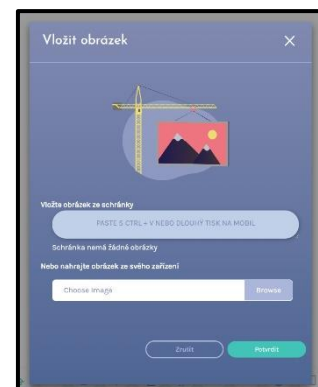 Vložit obrázek
Vložte obrázek ze schránky
PASTE S CTRL + V NEBO DLOUHÝ TISK NA MOBIL
Schránka nemá žádné obrázky
Nebo nahrajte obrázek ze svého zařízení
Choose image
Browse
Zrušit
Potvrdit